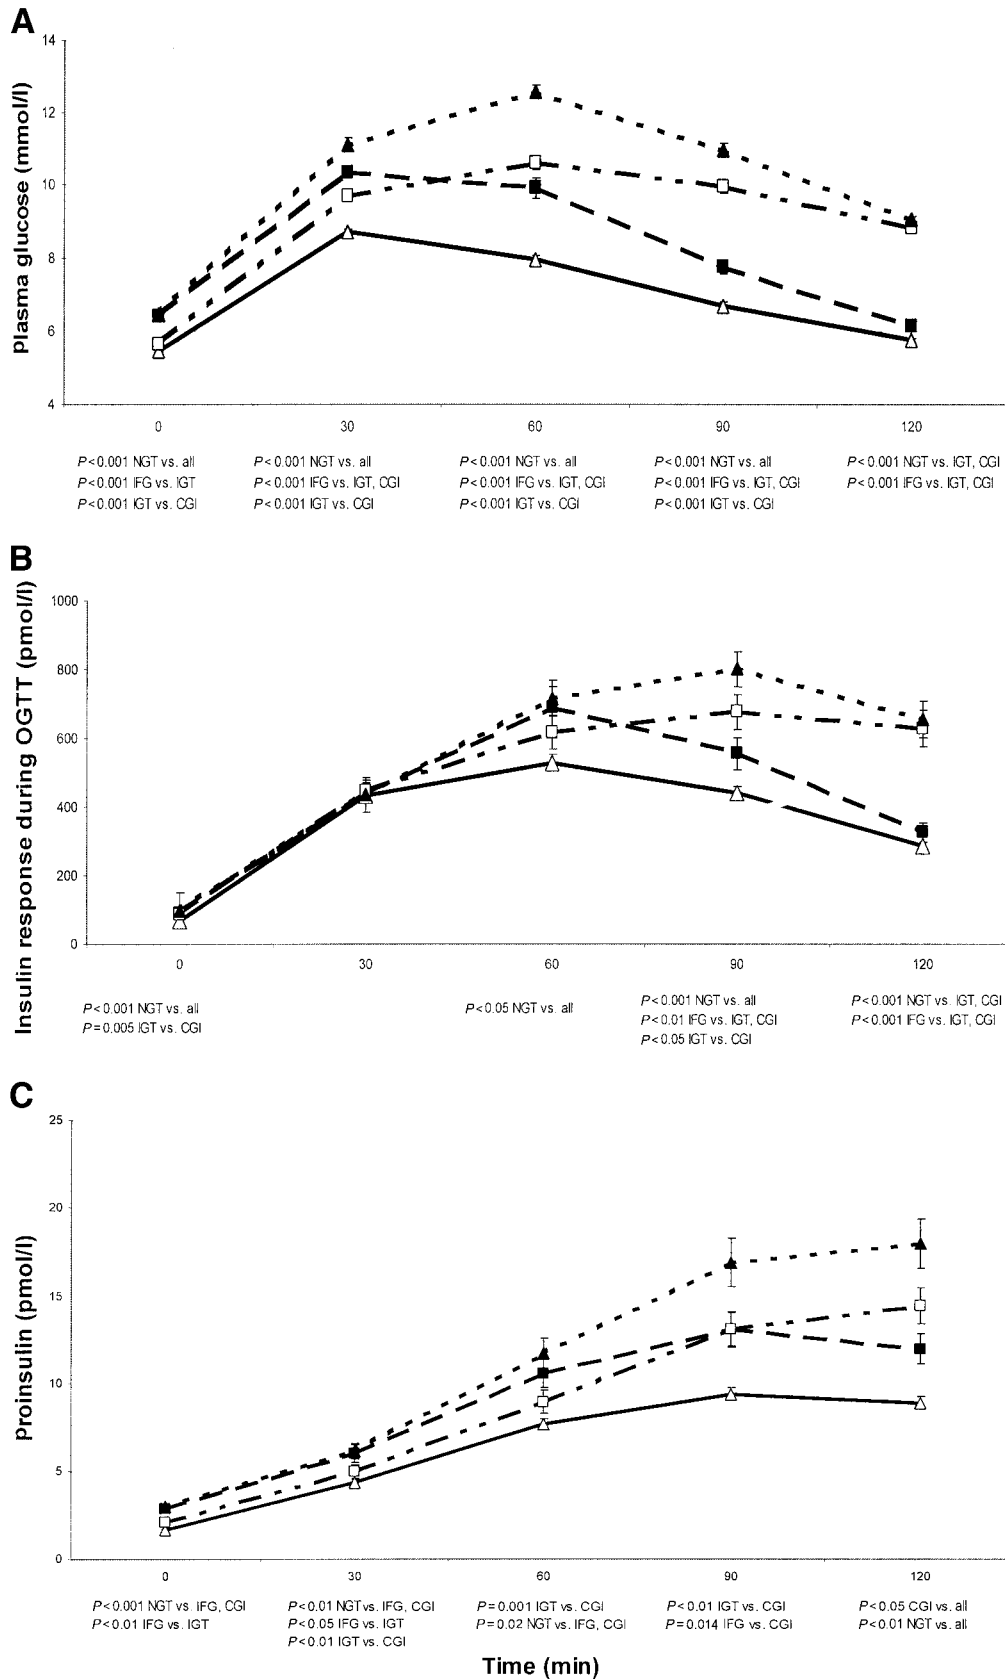 A
Plasma glucose (mmol/l)
14
12
10
8
6
4
0 30 60 90 120
P<0.001 NGT vs. all P<0.001 NGT vs. all P<0.001 NGT vs. all P<0.001 NGT vs. all P<0.001 NGT vs. IGT, CGI
P<0.001 IFG vs. IGT P<0.001 IFG vs. IGT, CGI P<0.001 IFG vs. IGT, CGI P<0.001 IFG vs. IGT, CGI P<0.001 IFG vs. IGT, CGI
P<0.001 IGT vs. CGI P<0.001 IGT vs. CGI P<0.001 IGT vs. CGI P<0.001 IGT vs. CGI
B
Insulin response during OGTT (pmol/l)
1000
800
600
400
200
0
0 30 60 90 120
P<0.001 NGT vs. all P<0.05 NGT vs. all P<0.001 NGT vs. all P<0.001 NGT vs. IGT, CGI
P=0.005 IGT vs. CGI P<0.01 IFG vs. IGT, CGI P<0.001 IFG vs. IGT, CGI
P<0.05 IGT vs. CGI
C
Proinsulin (pmol/l)
25
20
15
10
5
0
0 30 60 90 120
P<0.001 NGT vs. IFG, CGI P<0.01 NGT vs. IFG, CGI P=0.001 IGT vs. CGI P<0.01 IGT vs. CGI P<0.05 CGI vs. all
P<0.01 IFG vs. IGT P<0.05 IFG vs. IGT P=0.02 NGT vs. IFG, CGI P=0.014 IFG vs. CGI P<0.01 NGT vs. all
P<0.01 IGT vs. CGI
Time (min)